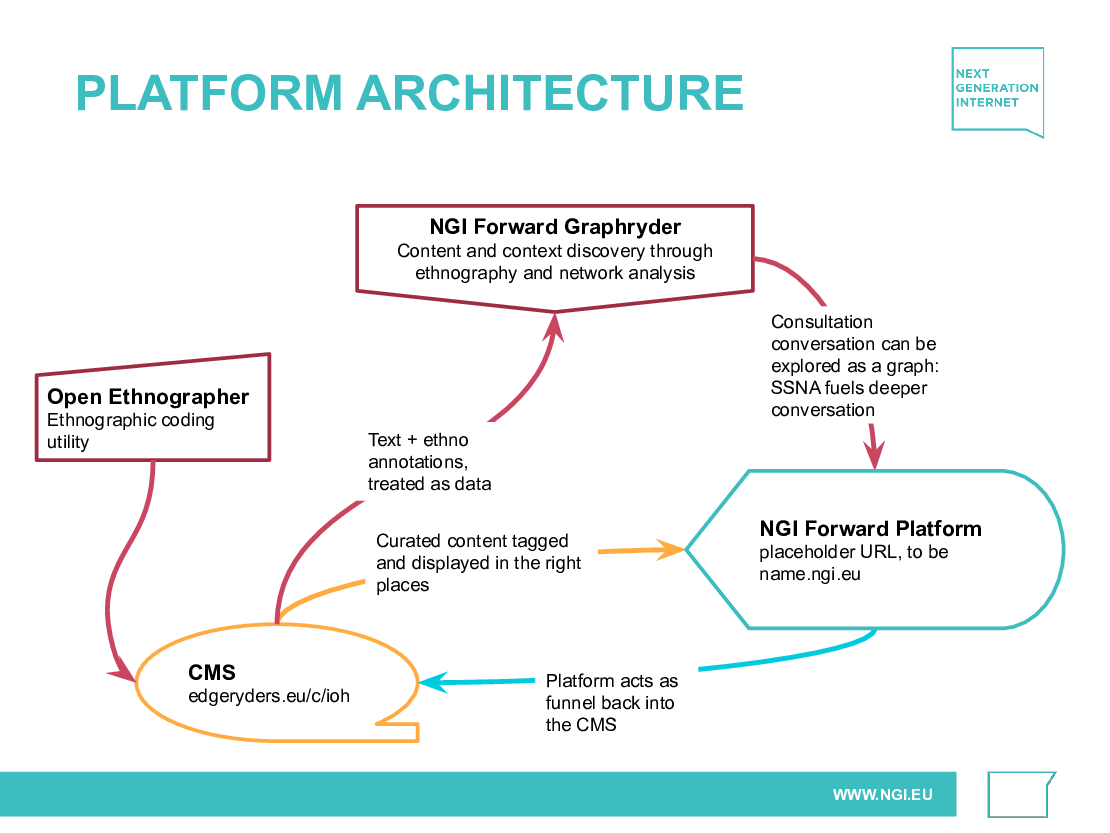 PLATFORM ARCHITECTURE
NEXT
GENERATION
INTERNET
NGI Forward Graphryder
Content and context discovery through
ethnography and network analysis
Consultation
conversation can be
explored as a graph:
SSNA fuels deeper
conversation
Open Ethnographer
Ethnographic coding
utility
Text + ethno
annotations,
treated as data
Curated content tagged
and displayed in the right
places
NGI Forward Platform
placeholder URL, to be
name.ngi.eu
CMS
edgeryders.eu/c/ioh
Platform acts as
funnel back into
the CMS
WWW.NGI.EU